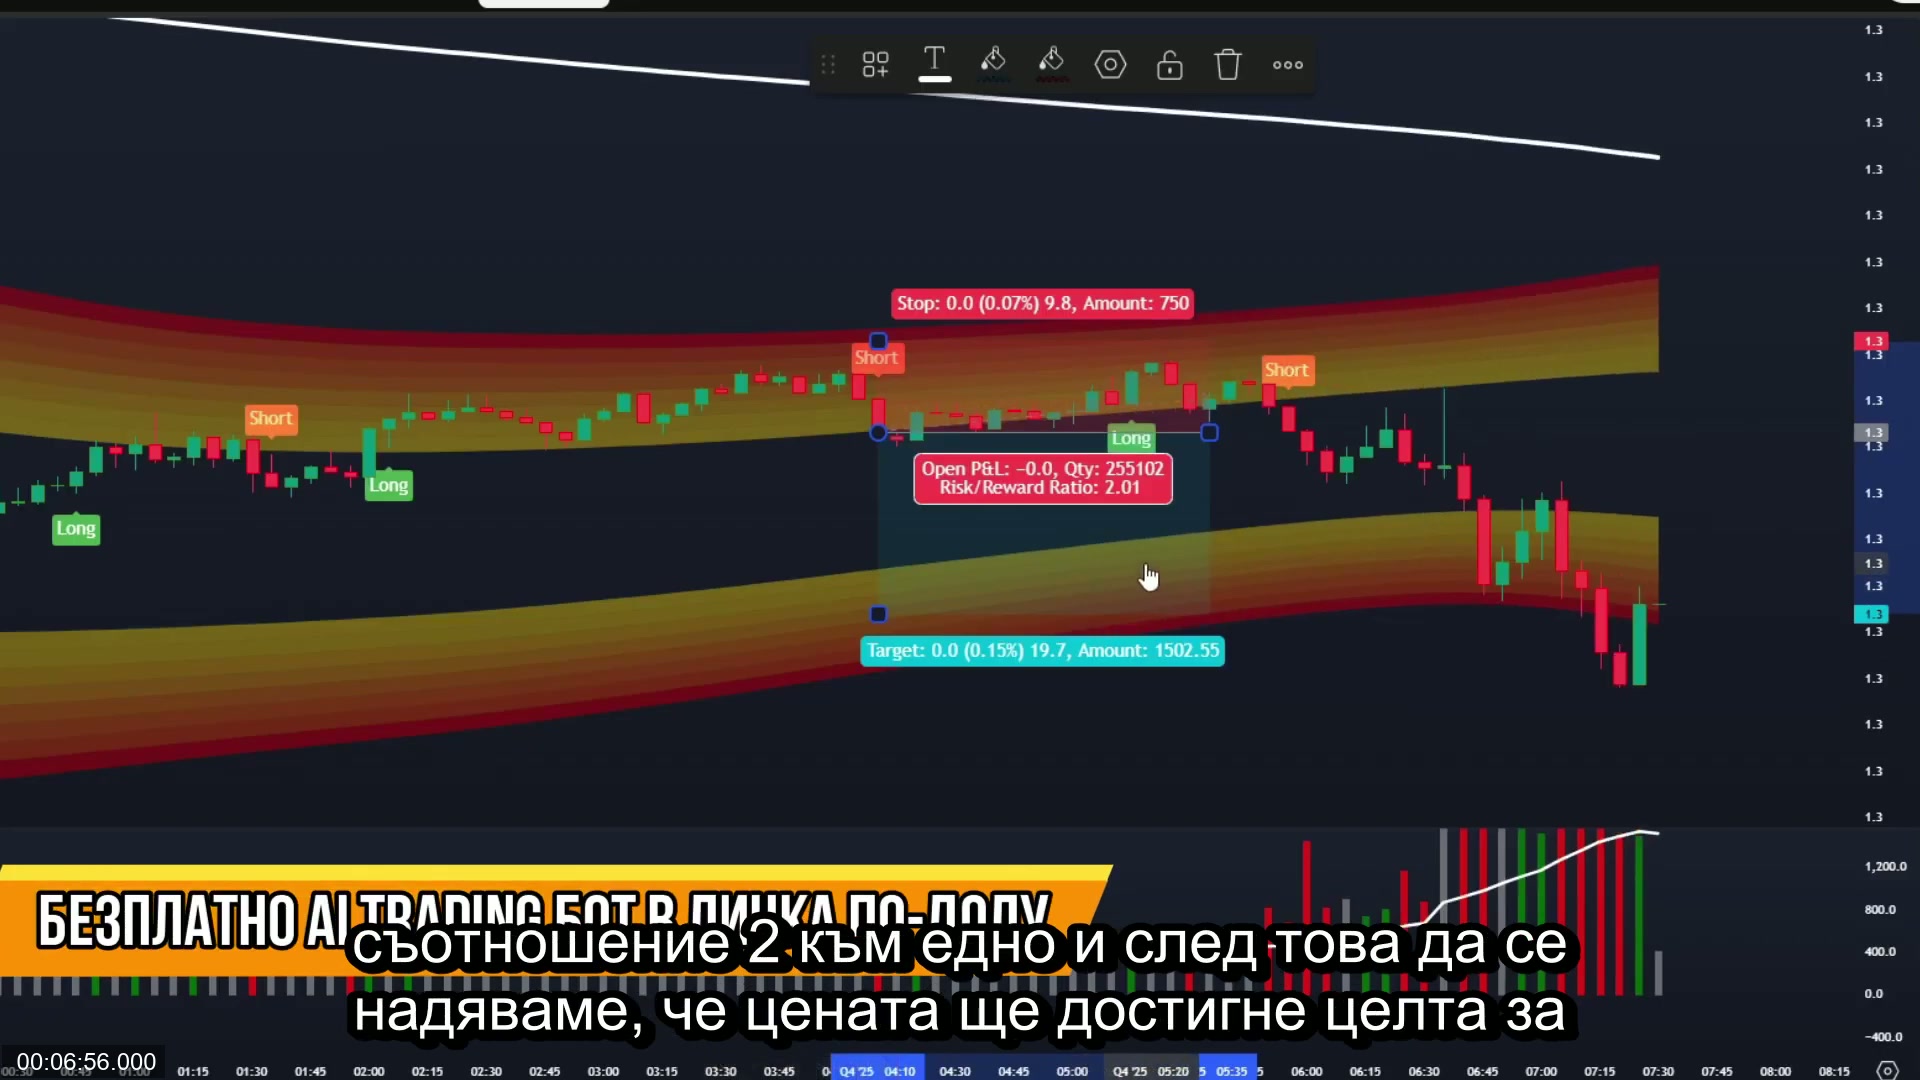 1.3
1.3
1.3
1.3
1.3
1.3
1.3
Stop: 0.0 (0.07%) 9.8, Amount: 750
1.3
1.3
Short
Short
Short
1.3
1.3
1.3
Long
Long
Long
Open P&L: −0.0, Qty: 255102
Risk/Reward Ratio: 2.01
1.3
1.3
1.3
1.3
1.3
1.3
Target: 0.0 (0.15%) 19.7, Amount: 1502.55
1.3
1.3
1.3
1.3
1,200.0
800.0
400.0
0.0
−400.0
БЕЗПЛАТНО AI TRADING БОТ В ЛИНКА ПО-ДОЛУ
съотношение 2 към едно и след това да се
надяваме, че цената ще достигне целта за
00:06:56.000
01:15 01:30 01:45 02:00 02:15 02:30 02:45 03:00 03:15 03:30 03:45 Q4 '25 04:10 04:30 04:45 05:00 Q4 '25 05:20 05:35 06:00 06:15 06:30 06:45 07:00 07:15 07:30 07:45 08:00 08:15